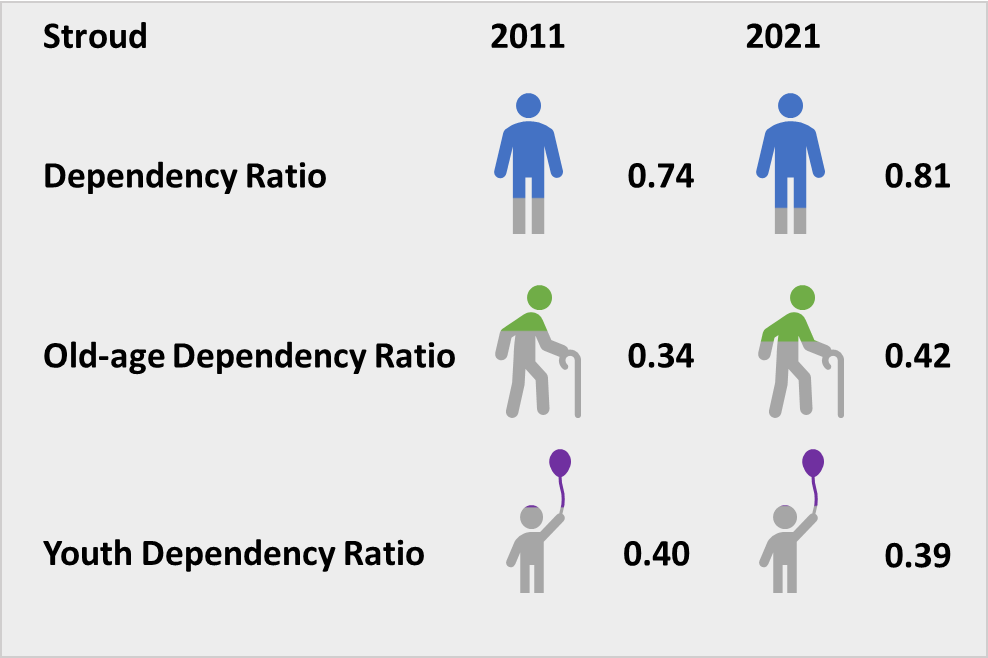 Stroud 2011 2021
Dependency Ratio 0.74 0.81
Old-age Dependency Ratio 0.34 0.42
Youth Dependency Ratio 0.40 0.39